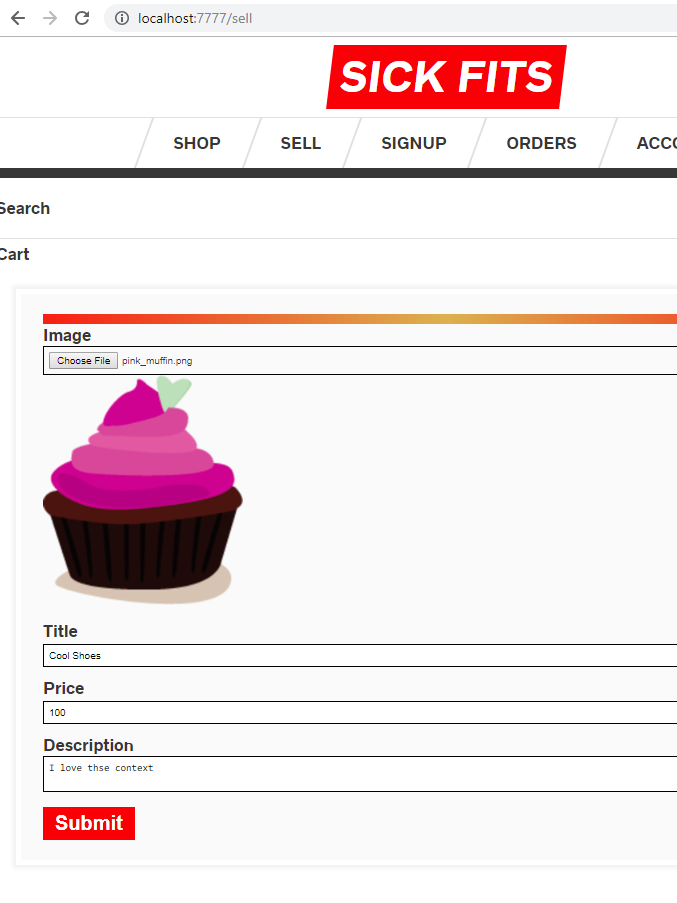 localhost:7777/sell
SICK FITS
SHOP SELL SIGNUP ORDERS ACCO
Search
Cart
Image
Choose File pink_muffin.png
Title
Cool Shoes
Price
100
Description
I love thse context
Submit